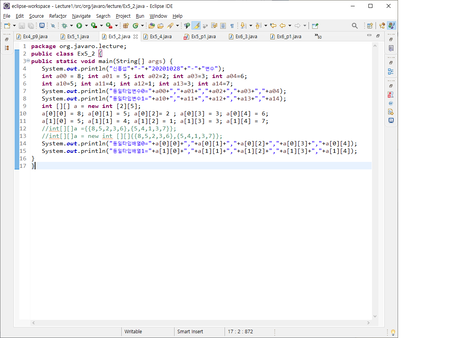 eclipse-workspace - Lecture1/src/org/javaro/lecture/Ex5_2.java - Eclipse IDE
File Edit Source Refactor Navigate Search Project Run Window Help
Ex4_p9.java Ex5_1.java Ex5_2.java Ex5_4.java Ex5_p1.java Ex6_3.java Ex6_p1.java
1 package org.javaro.lecture;
2 public class Ex5_2 {
3 public static void main(String[] args) {
4 System.out.println("신홍섭"+"-"+"20201028"+"-"+"변수");
5 int a00 = 8; int a01 = 5; int a02=2; int a03=3; int a04=6;
6 int a10=5; int a11=4; int a12=1; int a13=3; int a14=7;
7 System.out.println("동일타입변수0="+a00+","+a01+","+a02+","+a03+","+a04);
8 System.out.println("동일타입변수1="+a10+","+a11+","+a12+","+a13+","+a14);
9 int [][] a = new int [2][5];
10 a[0][0] = 8; a[0][1] = 5; a[0][2]= 2 ; a[0][3] = 3; a[0][4] = 6;
11 a[1][0] = 5; a[1][1] = 4; a[1][2] = 1; a[1][3] = 3; a[1][4] = 7;
12 //int[][]a ={{8,5,2,3,6},{5,4,1,3,7}};
13 //int[][]a = new int [][]{{8,5,2,3,6},{5,4,1,3,7}};
14 System.out.println("동일타입배열0="+a[0][0]+","+a[0][1]+","+a[0][2]+","+a[0][3]+","+a[0][4]);
15 System.out.println("동일타입배열1="+a[1][0]+","+a[1][1]+","+a[1][2]+","+a[1][3]+","+a[1][4]);
16 }
17 }
Writable Smart Insert 17 : 2 : 872